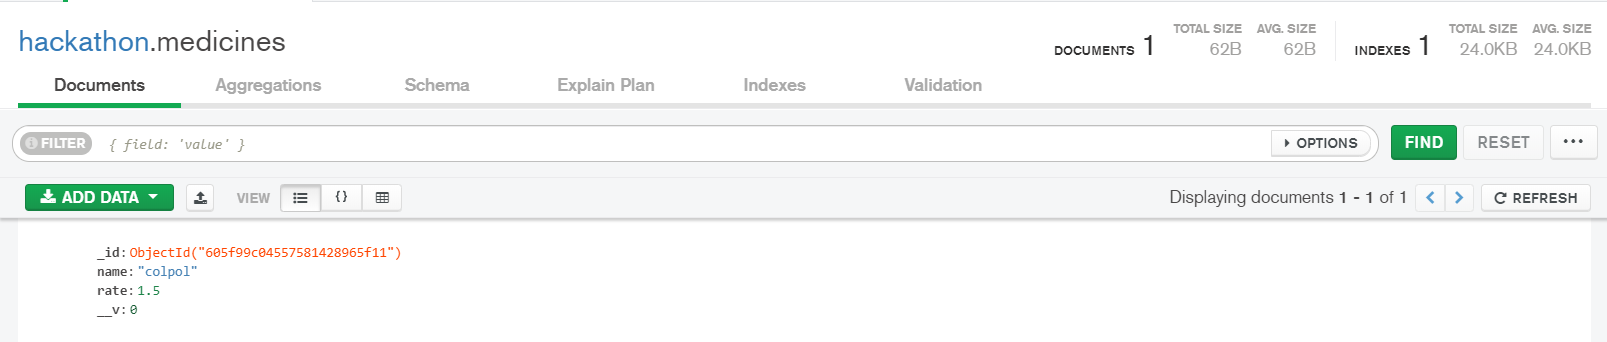 hackathon.medicines
DOCUMENTS 1 TOTAL SIZE 62B AVG. SIZE 62B INDEXES 1 TOTAL SIZE 24.0KB AVG. SIZE 24.0KB
Documents Aggregations Schema Explain Plan Indexes Validation
FILTER { field: 'value' } OPTIONS FIND RESET ...
ADD DATA VIEW {} Displaying documents 1 - 1 of 1 < > REFRESH
_id: ObjectId("605f99c04557581428965f11")
name: "colpol"
rate: 1.5
__v: 0